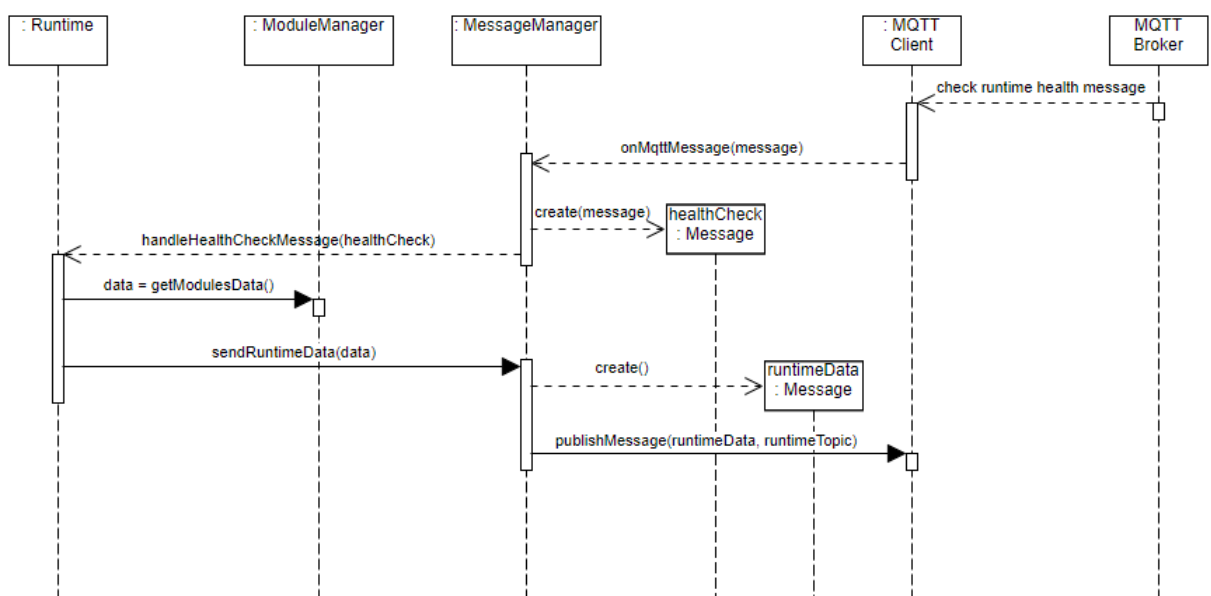 : Runtime
: ModuleManager
: MessageManager
: MQTT
Client
MQTT
Broker
check runtime health message
onMqttMessage(message)
create(message)
healthCheck
: Message
handleHealthCheckMessage(healthCheck)
data = getModulesData()
sendRuntimeData(data)
create()
runtimeData
: Message
publishMessage(runtimeData, runtimeTopic)